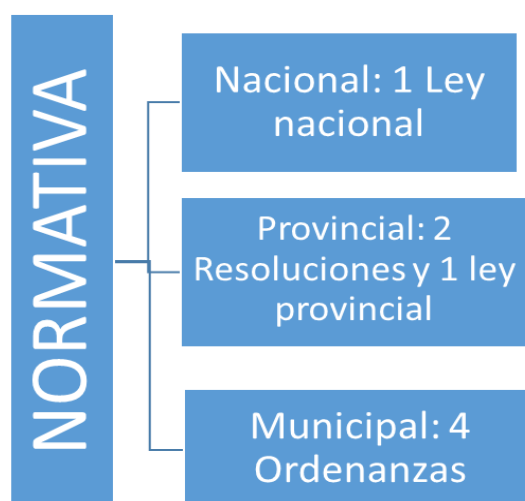 NORMATIVA
Nacional: 1 Ley
nacional
Provincial: 2
Resoluciones y 1 ley
provincial
Municipal: 4
Ordenanzas